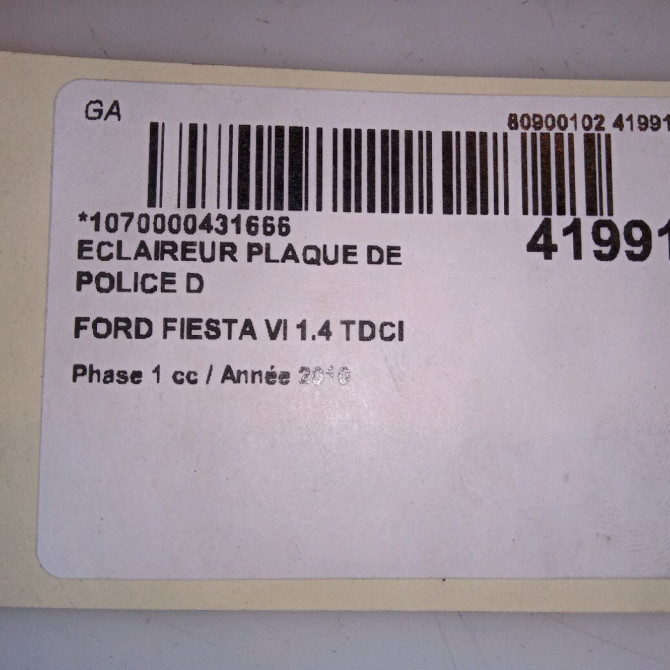 GA
80900102 41991
*1070000431666
41991
ECLAIREUR PLAQUE DE
POLICE D
FORD FIESTA VI 1.4 TDCI
Phase 1 cc / Année 2010